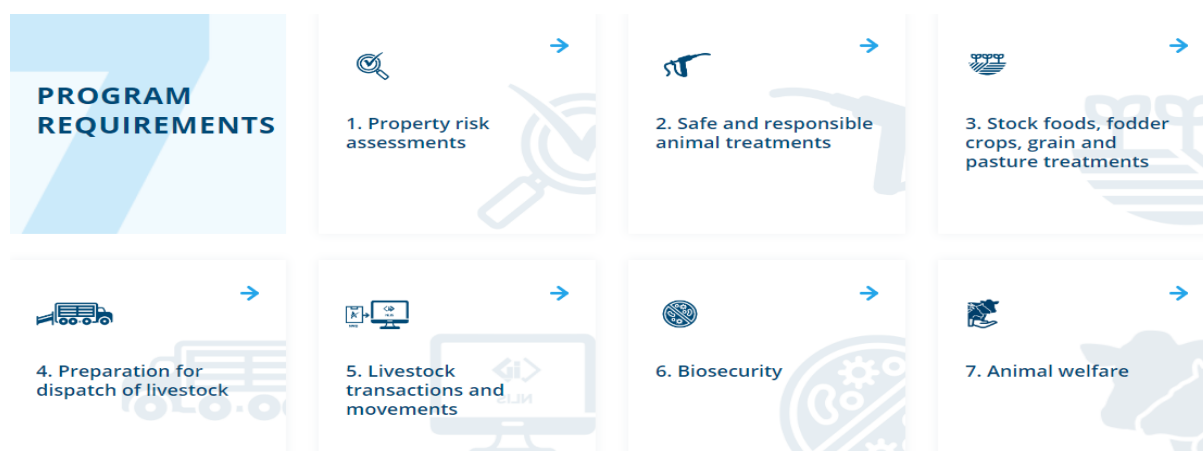 PROGRAM
REQUIREMENTS
1. Property risk
assessments
2. Safe and responsible
animal treatments
3. Stock foods, fodder
crops, grain and
pasture treatments
4. Preparation for
dispatch of livestock
5. Livestock
transactions and
movements
NLIS
6. Biosecurity
7. Animal welfare